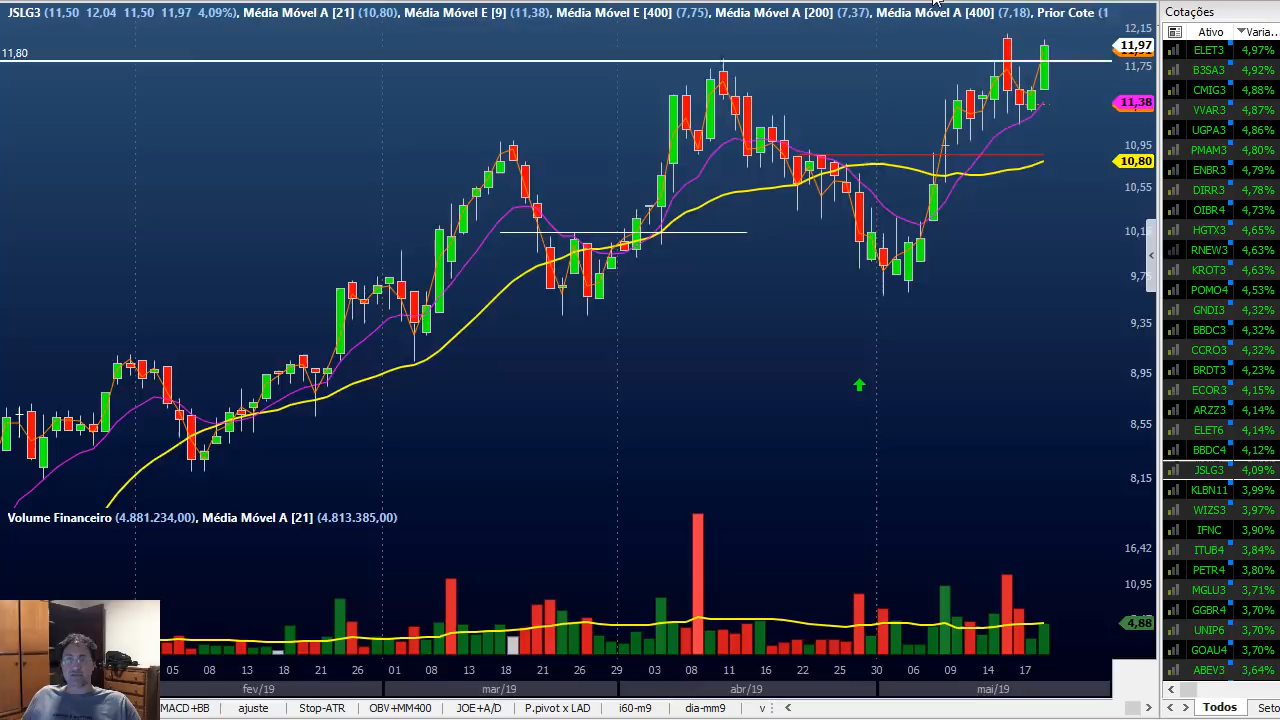 JSLG3 (11,50 12,04 11,50 11,97 4,09%), Média Móvel A [21] (10,80), Média Móvel E [9] (11,38), Média Móvel E [400] (7,75), Média Móvel A [200] (7,37), Média Móvel A [400] (7,18), Prior Cote (1
11,80
12,15
11,97
11,75
11,38
10,95
10,80
10,55
9,35
8,95
8,55
8,15
Volume Financeiro (4.881.234,00), Média Móvel A [21] (4.813.385,00)
16,42
10,95
4,88
05 08 13 18 21 01 08 13 18 21 26 03 08 11 16 22 25 30 06 09 14 17
fev/19 mar/19 abr/19 mai/19
MACD+BB ajuste Stop-ATR OBV+MM400 JOE+A/D P.pivot x LAD i60-m9 dia-mm9 v
Cotações
Ativo Varia...
ELET3 4,97%
B3SA3 4,92%
CMIG3 4,88%
VVAR3 4,87%
UGPA3 4,86%
PMAM3 4,80%
ENBR3 4,79%
DIRR3 4,78%
OIBR4 4,73%
HGTX3 4,65%
RNEW3 4,63%
KROT3 4,63%
POMO4 4,53%
GNDI3 4,32%
BBDC3 4,32%
CCRO3 4,32%
BRDT3 4,23%
ECOR3 4,15%
ARZZ3 4,14%
ELET6 4,14%
BBDC4 4,12%
JSLG3 4,09%
KLBN11 3,99%
WIZS3 3,97%
IFNC 3,90%
ITUB4 3,84%
PETR4 3,80%
MGLU3 3,71%
GGBR4 3,70%
UNIP6 3,70%
GOAU4 3,70%
ABEV3 3,64%
Todos Seto